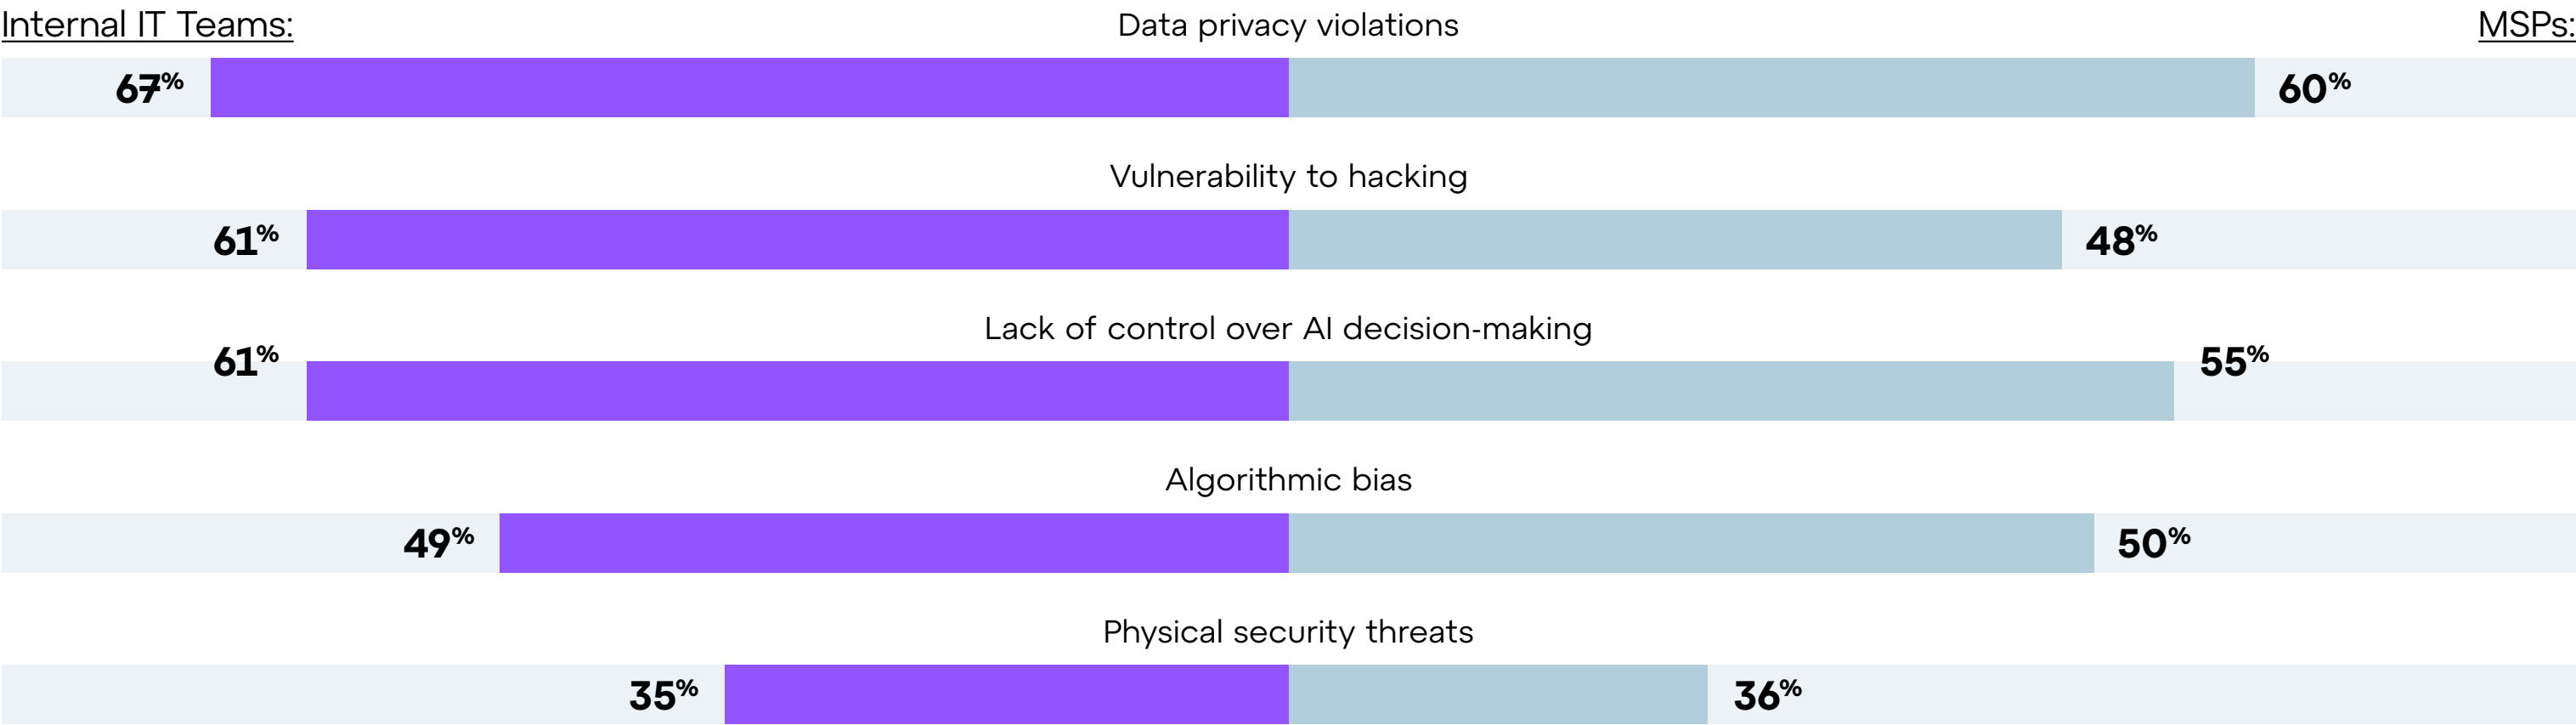 Internal IT Teams:
Data privacy violations
MSPs:
67%
60%
Vulnerability to hacking
61%
48%
Lack of control over AI decision-making
61%
55%
Algorithmic bias
49%
50%
Physical security threats
35%
36%